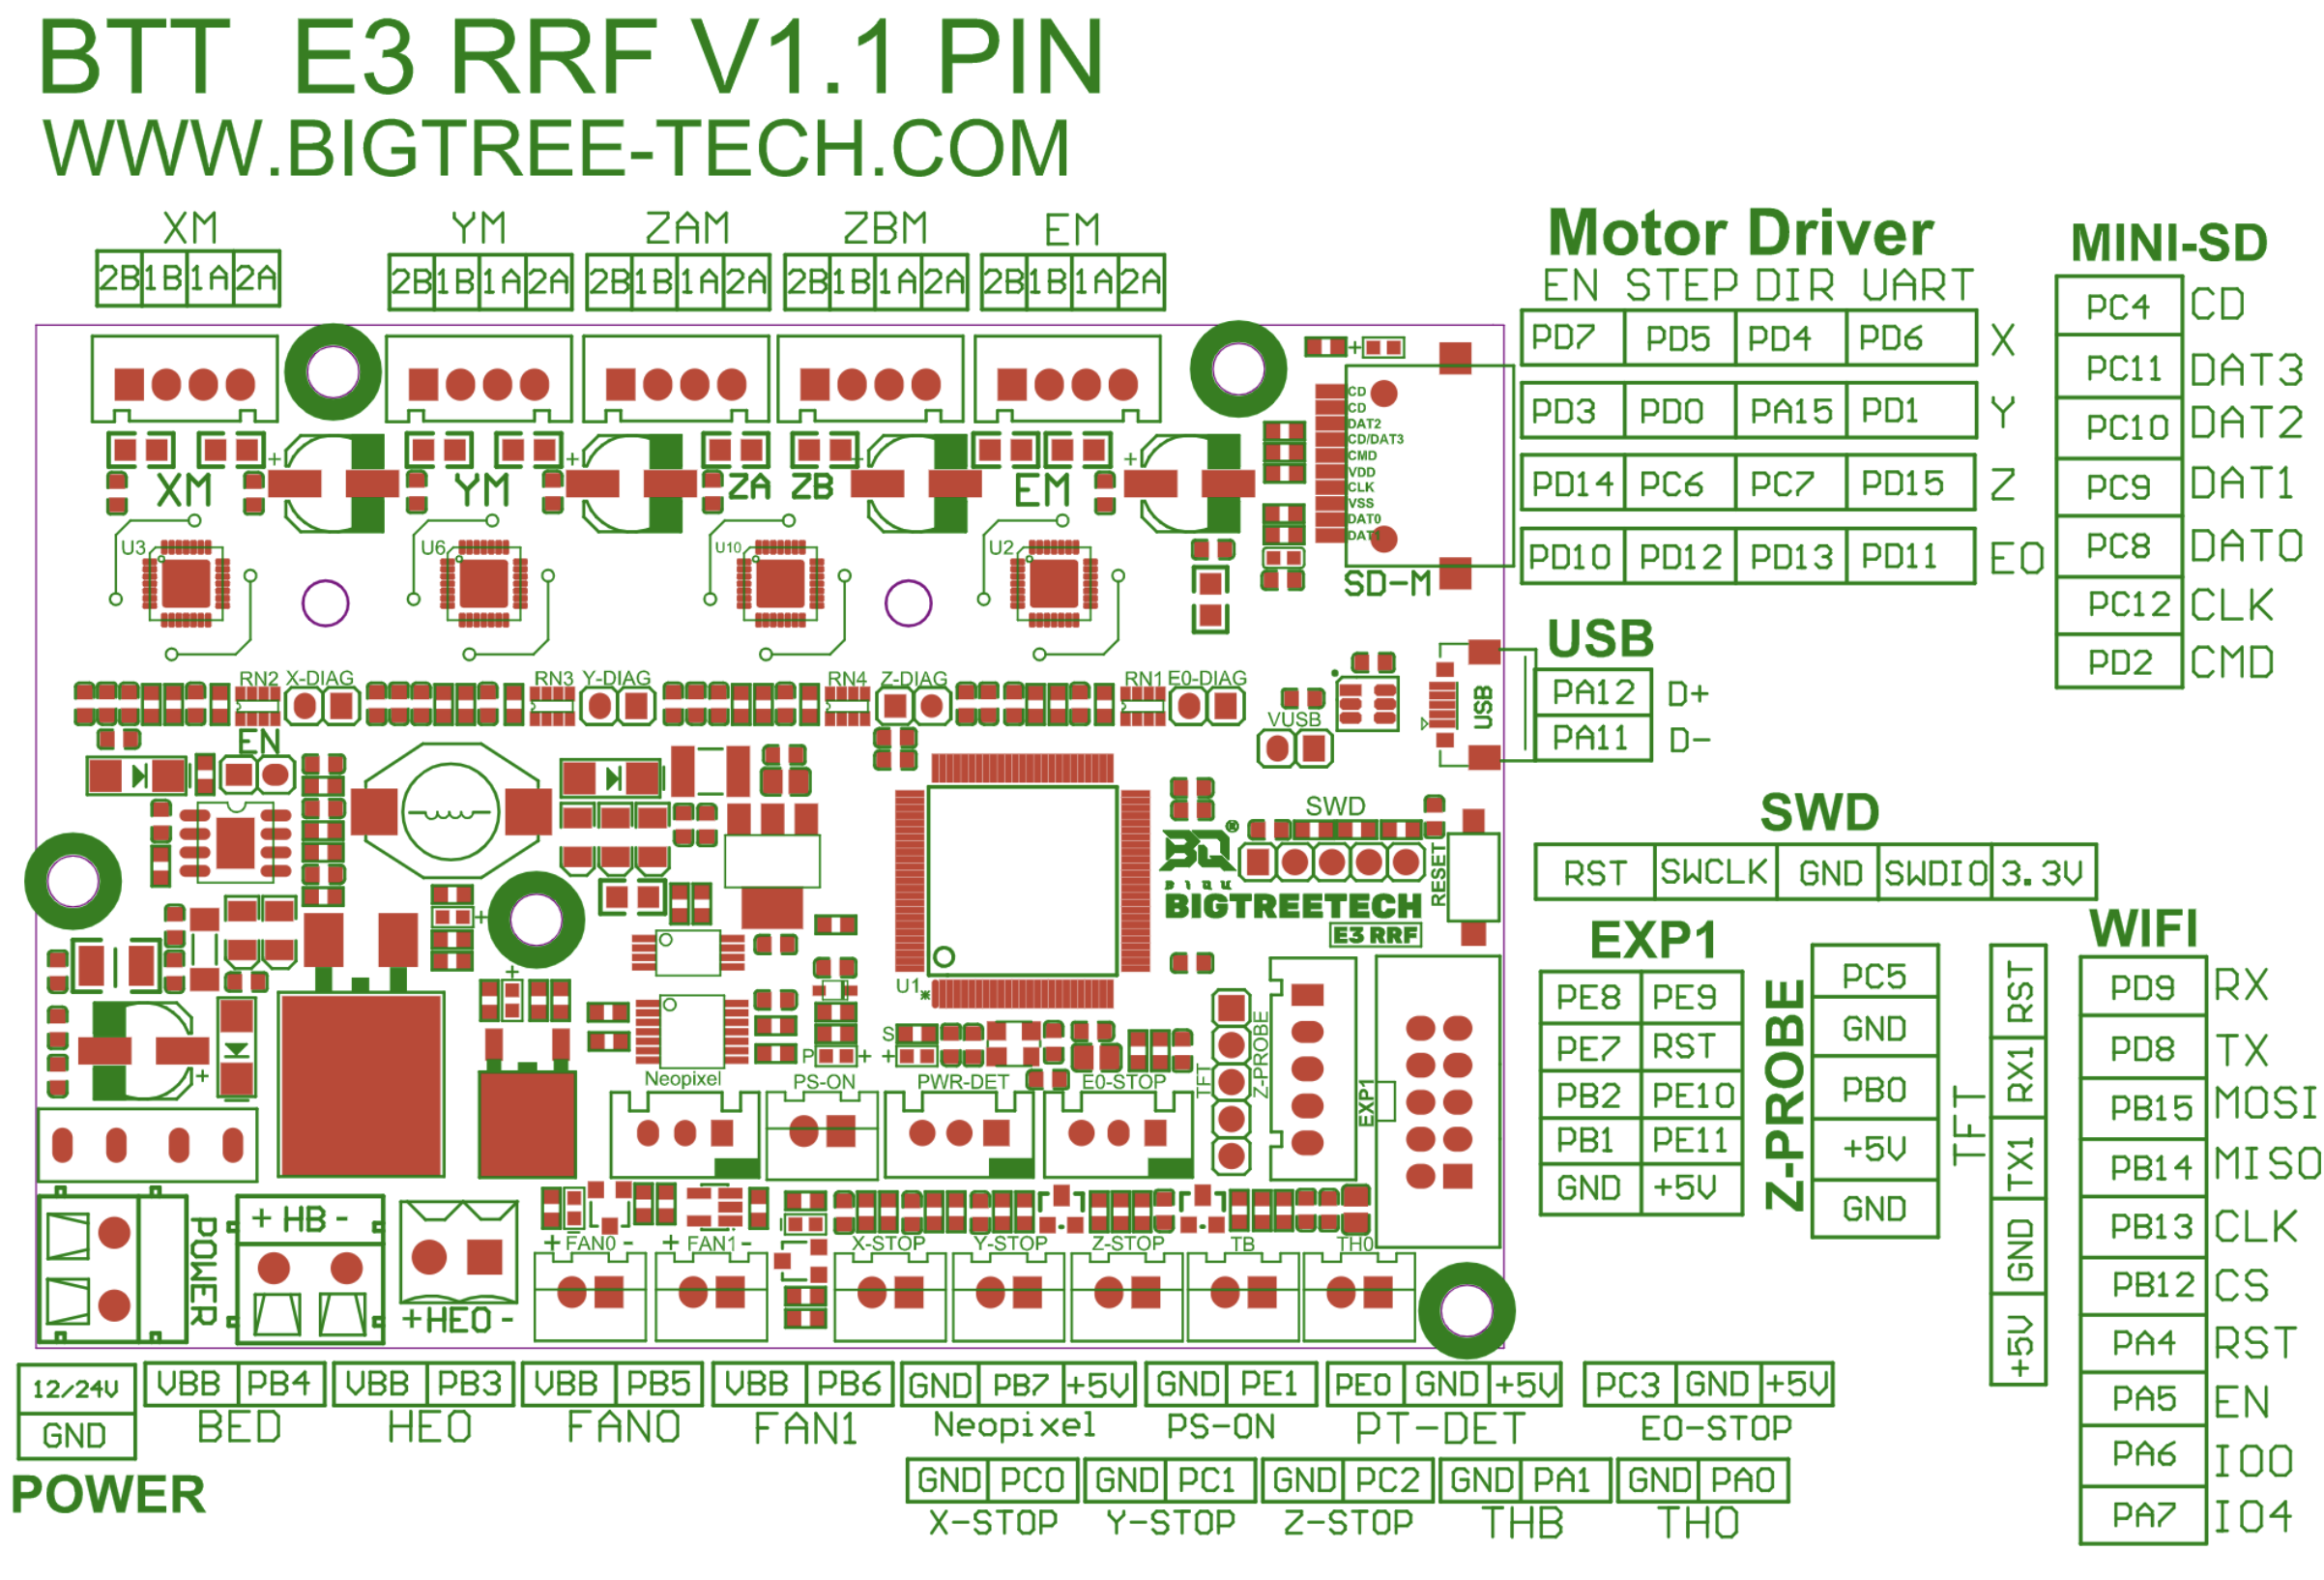 BTT E3 RRF V1.1 PIN
WWW.BIGTREE-TECH.COM
XM YM ZAM ZBM EM
2B 1B 1A 2A 2B 1B 1A 2A 2B 1B 1A 2A 2B 1B 1A 2A 2B 1B 1A 2A
Motor Driver
EN STEP DIR UART
PD7 PD5 PD4 PD6 X
PD3 PD0 PA15 PD1 Y
PD14 PC6 PC7 PD15 Z
PD10 PD12 PD13 PD11 E0
MINI-SD
PC4 CD
PC11 DAT3
PC10 DAT2
PC9 DAT1
PC8 DAT0
PC12 CLK
PD2 CMD
CD
CD
DAT2
CD/DAT3
CMD
VDD
CLK
VSS
DAT0
DAT1
SD-M
+ + + + +
XM YM ZA ZB EM
U3 U6 U10 U2
RN2 X-DIAG RN3 Y-DIAG RN4 Z-DIAG RN1 E0-DIAG
EN
VUSB
USB
USB
PA12 D+
PA11 D-
SWD
RESET
BIQU
BIGTREETECH
®
E3 RRF
U1 *
SWD
RST SWCLK GND SWDIO 3.3V
EXP1
PE8 PE9
PE7 RST
PB2 PE10
PB1 PE11
GND +5V
Z-PROBE
PC5
GND
PB0
+5V
GND
TFT
RST
RX1
TX1
GND
+5V
WIFI
PD9 RX
PD8 TX
PB15 MOSI
PB14 MISO
PB13 CLK
PB12 CS
PA4 RST
PA5 EN
PA6 IO0
PA7 IO4
S
P + +
Neopixel PS-ON PWR-DET E0-STOP
TFT
Z-PROBE
EXP1
POWER
+ HB -
+HE0-
+ FAN0 - + FAN1 - X-STOP Y-STOP Z-STOP TB TH0
12/24V
GND
POWER
VBB PB4 VBB PB3 VBB PB5 VBB PB6 GND PB7 +5V GND PE1 PE0 GND +5V PC3 GND +5V
BED HEO FAN0 FAN1 Neopixel PS-ON PT-DET EO-STOP
GND PC0 GND PC1 GND PC2 GND PA1 GND PA0
X-STOP Y-STOP Z-STOP THB TH0